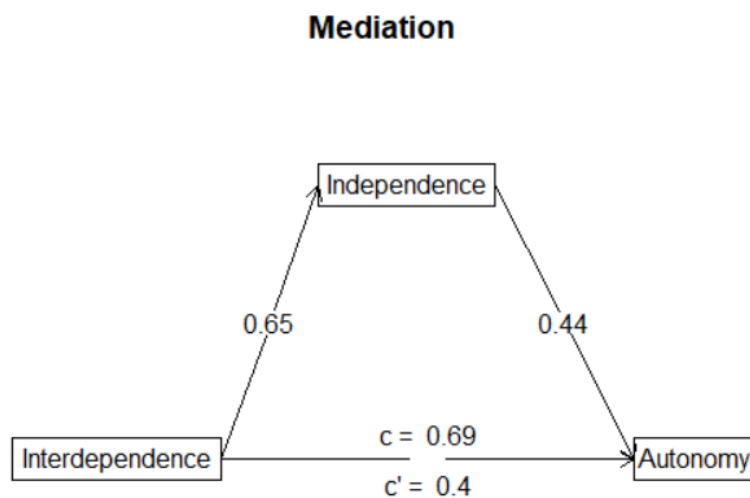 Mediation
Independence
0.65
0.44
c = 0.69
Interdependence
Autonomy
c' = 0.4